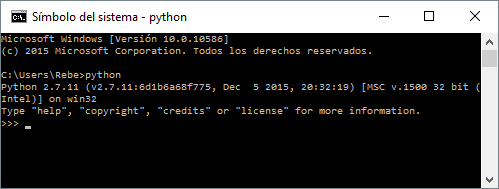 Símbolo del sistema - python
Microsoft Windows [Versión 10.0.10586]
(c) 2015 Microsoft Corporation. Todos los derechos reservados.
C:\Users\Rebe>python
Python 2.7.11 (v2.7.11:6d1b6a68f775, Dec  5 2015, 20:32:19) [MSC v.1500 32 bit (
Intel)] on win32
Type "help", "copyright", "credits" or "license" for more information.
>>> _